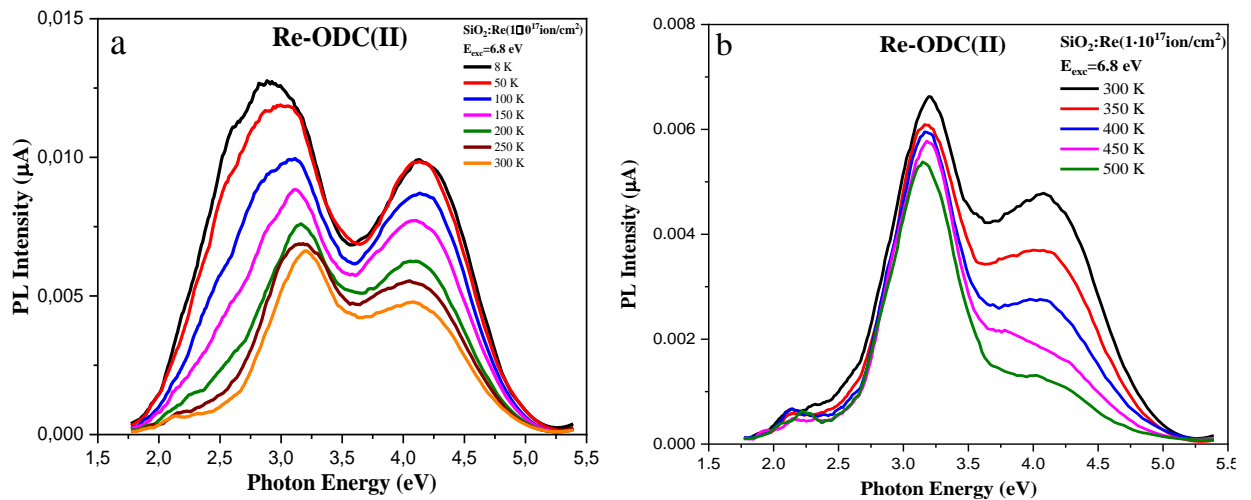 a
Re-ODC(II)
SiO₂:Re(1□10¹⁷ion/cm²)
E_exc=6.8 eV
8 K
50 K
100 K
150 K
200 K
250 K
300 K
PL Intensity (μA)
0,015
0,010
0,005
0,000
1,5 2,0 2,5 3,0 3,5 4,0 4,5 5,0 5,5
Photon Energy (eV)
b
Re-ODC(II)
SiO₂:Re(1·10¹⁷ion/cm²)
E_exc=6.8 eV
300 K
350 K
400 K
450 K
500 K
PL Intensity (μA)
0.008
0.006
0.004
0.002
0.000
1.5 2.0 2.5 3.0 3.5 4.0 4.5 5.0 5.5
Photon Energy (eV)